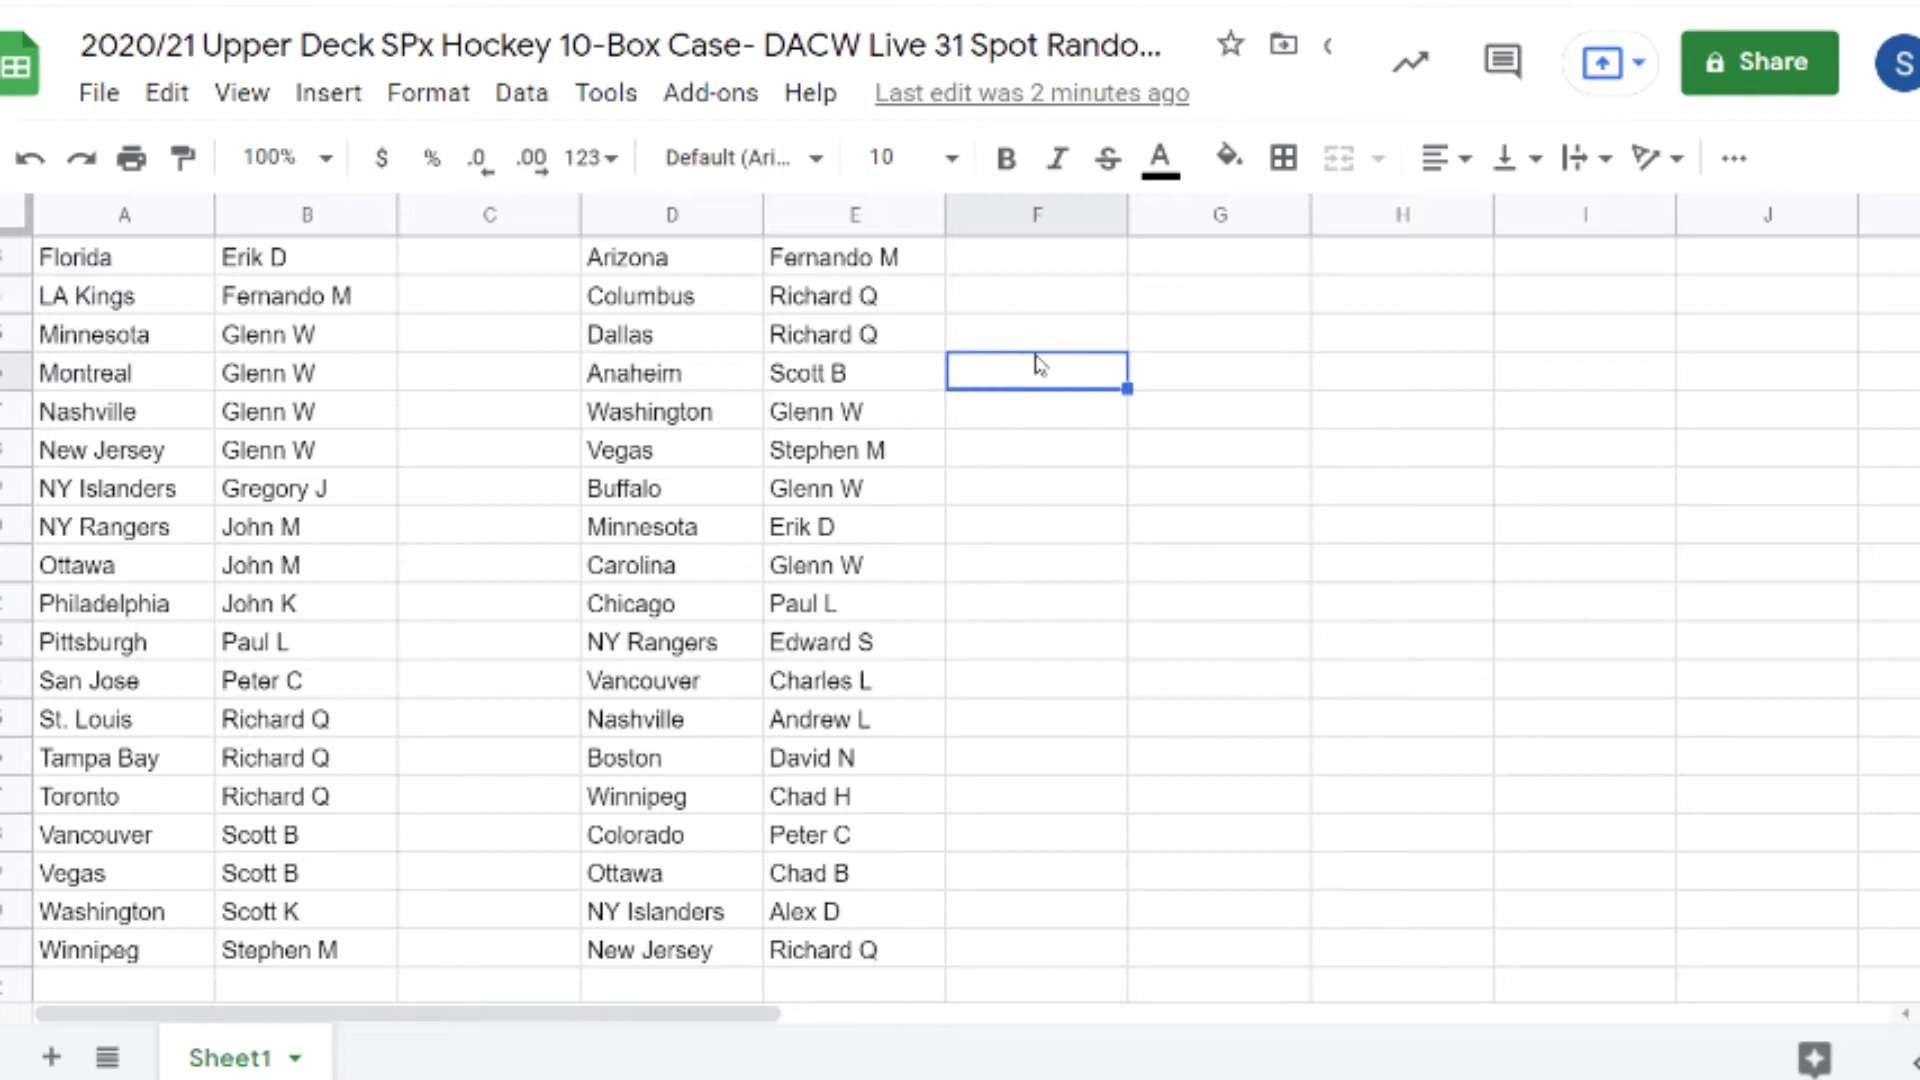 2020/21 Upper Deck SPx Hockey 10-Box Case- DACW Live 31 Spot Rando...
Share
S
File Edit View Insert Format Data Tools Add-ons Help Last edit was 2 minutes ago
100% $ % .0 .00 123 Default (Ari... 10 B I S A
A B C D E F G H I J
Florida Erik D Arizona Fernando M
LA Kings Fernando M Columbus Richard Q
Minnesota Glenn W Dallas Richard Q
Montreal Glenn W Anaheim Scott B
Nashville Glenn W Washington Glenn W
New Jersey Glenn W Vegas Stephen M
NY Islanders Gregory J Buffalo Glenn W
NY Rangers John M Minnesota Erik D
Ottawa John M Carolina Glenn W
Philadelphia John K Chicago Paul L
Pittsburgh Paul L NY Rangers Edward S
San Jose Peter C Vancouver Charles L
St. Louis Richard Q Nashville Andrew L
Tampa Bay Richard Q Boston David N
Toronto Richard Q Winnipeg Chad H
Vancouver Scott B Colorado Peter C
Vegas Scott B Ottawa Chad B
Washington Scott K NY Islanders Alex D
Winnipeg Stephen M New Jersey Richard Q
Sheet1